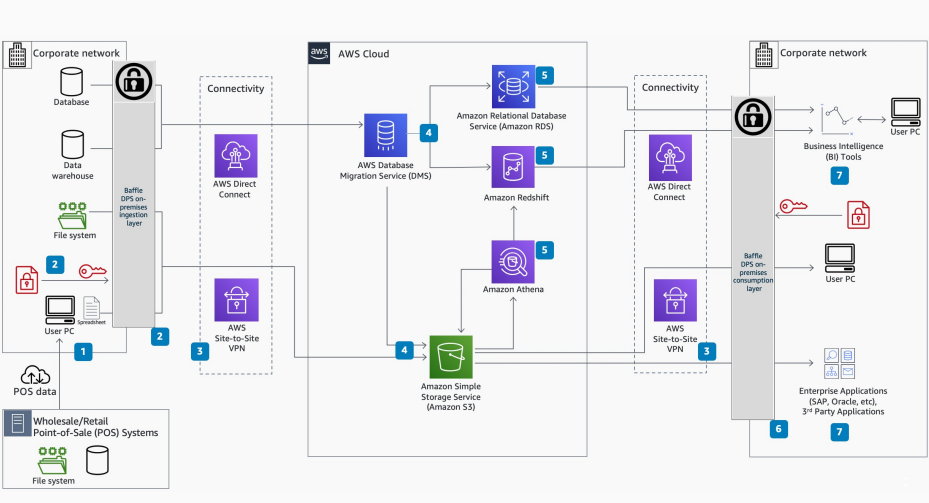 Corporate network
Database
Data
warehouse
File system
2
User PC
Spreadsheet
1
POS data
Wholesale/Retail
Point-of-Sale (POS) Systems
File system
Baffle
DPS on-
premises
ingestion
layer
2
Connectivity
AWS Direct
Connect
AWS
Site-to-Site
VPN
3
aws
AWS Cloud
AWS Database
Migration Service (DMS)
4
5
Amazon Relational Database
Service (Amazon RDS)
5
Amazon Redshift
5
Amazon Athena
4
Amazon Simple
Storage Service
(Amazon S3)
Connectivity
AWS Direct
Connect
AWS
Site-to-Site
VPN
3
Corporate network
Baffle
DPS on-
premises
consumption
layer
6
Business Intelligence
(BI) Tools
7
User PC
User PC
Enterprise Applications
(SAP, Oracle, etc),
3rd Party Applications
7